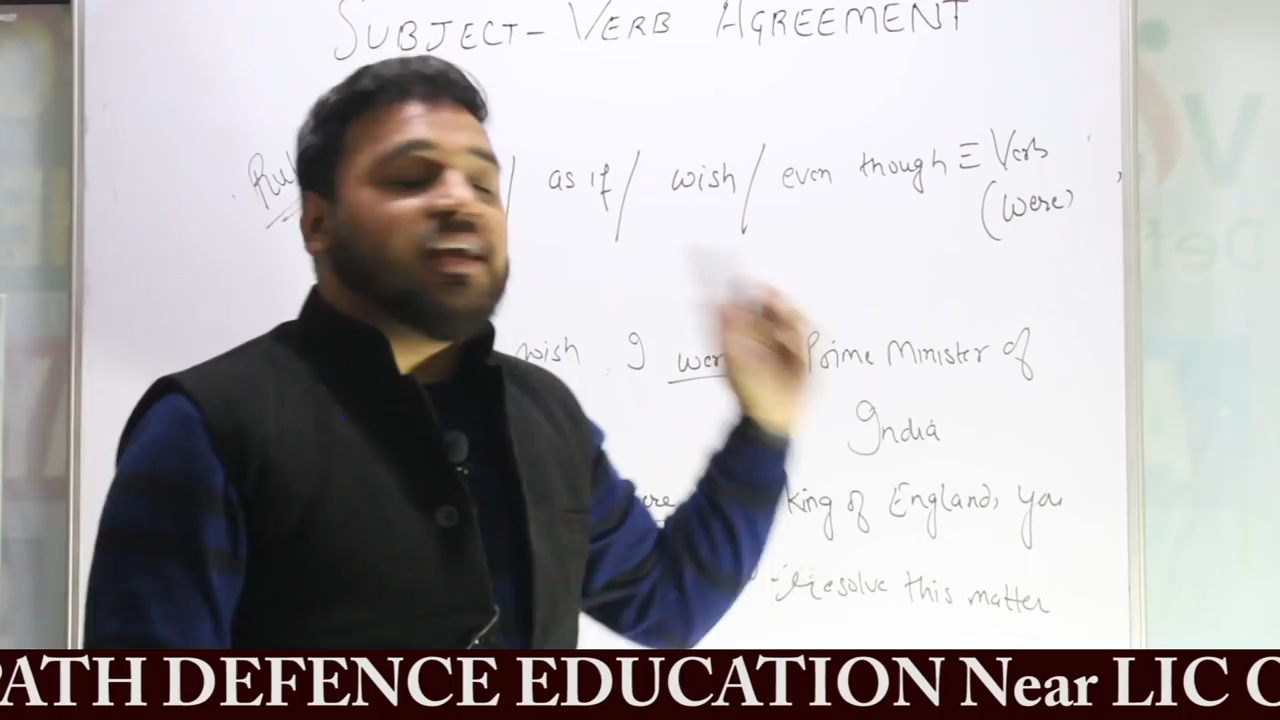 SUBJECT - VERB AGREEMENT
/ as if / wish / even though Ξ Verb
(were)
wish I were Prime Minister of
India
king of England, you
resolve this matter
PATH DEFENCE EDUCATION Near LIC